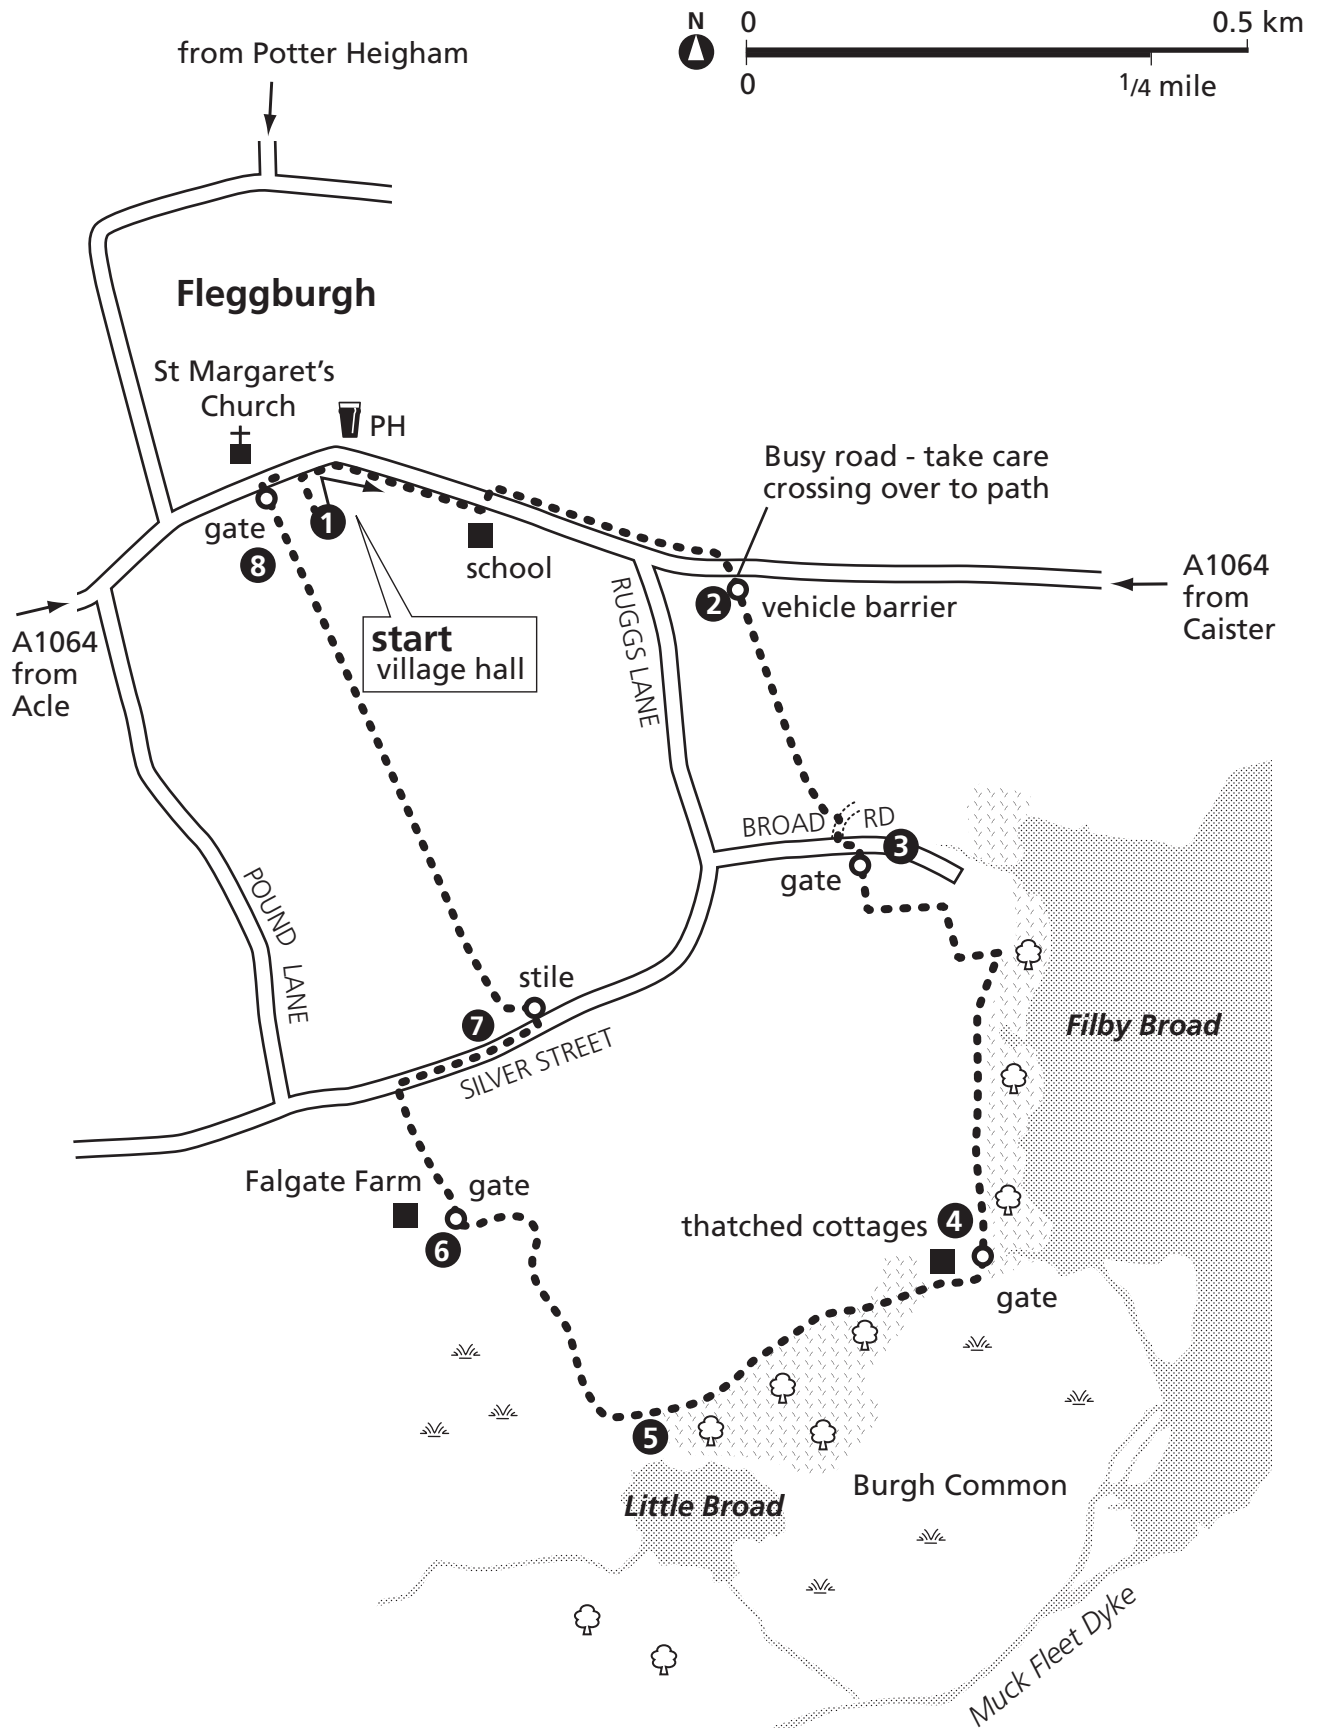 N
0
0.5 km
0
1/4 mile
from Potter Heigham
Fleggburgh
St Margaret's
Church
PH
Busy road - take care
crossing over to path
gate
1
8
school
A1064
from
Caister
2
vehicle barrier
start
village hall
A1064
from
Acle
RUGGS LANE
BROAD RD
3
gate
POUND LANE
stile
7
SILVER STREET
Filby Broad
Falgate Farm
gate
6
thatched cottages
4
gate
5
Burgh Common
Little Broad
Muck Fleet Dyke